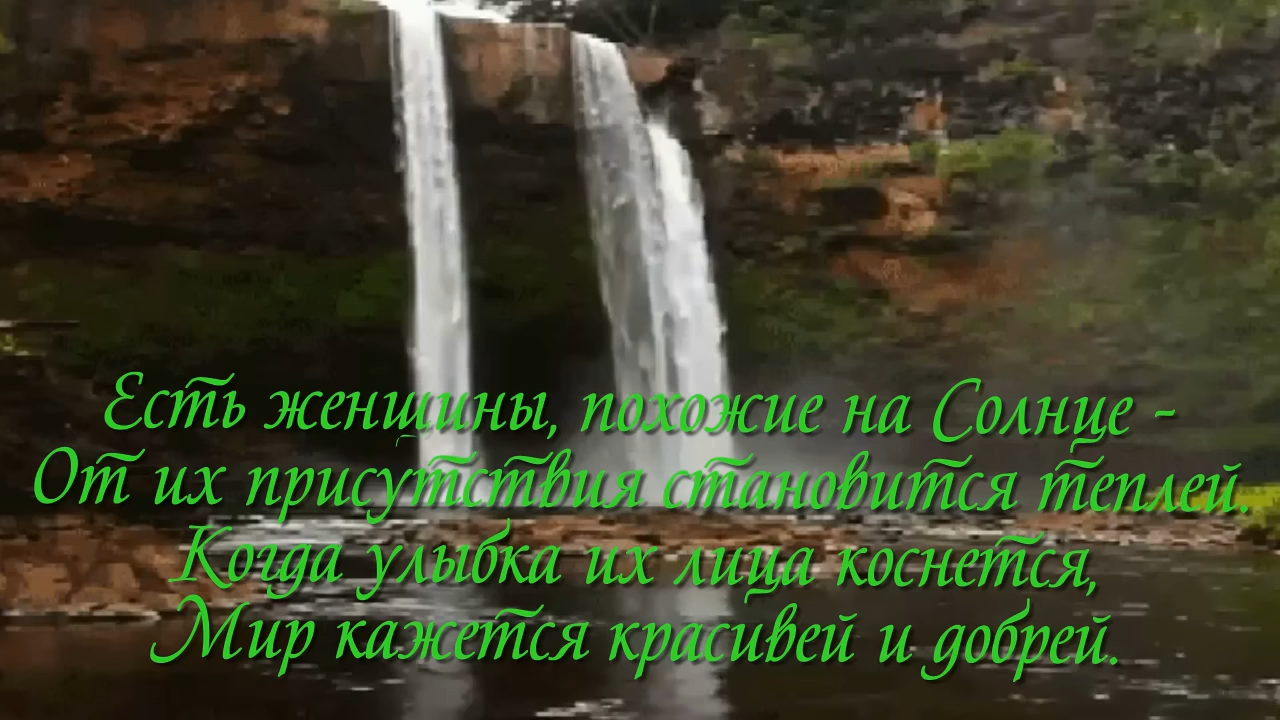 Есть женщины, похожие на Солнце -
От их присутствия становится теплей.
Когда улыбка их лица коснется,
Мир кажется красивей и добрей.